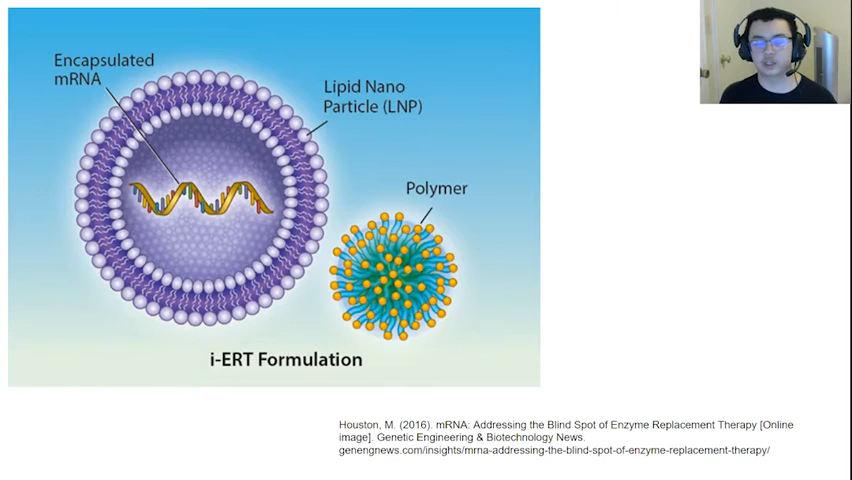 Encapsulated
mRNA
Lipid Nano
Particle (LNP)
Polymer
i-ERT Formulation
Houston, M. (2016). mRNA: Addressing the Blind Spot of Enzyme Replacement Therapy [Online
image]. Genetic Engineering & Biotechnology News.
genengnews.com/insights/mrna-addressing-the-blind-spot-of-enzyme-replacement-therapy/